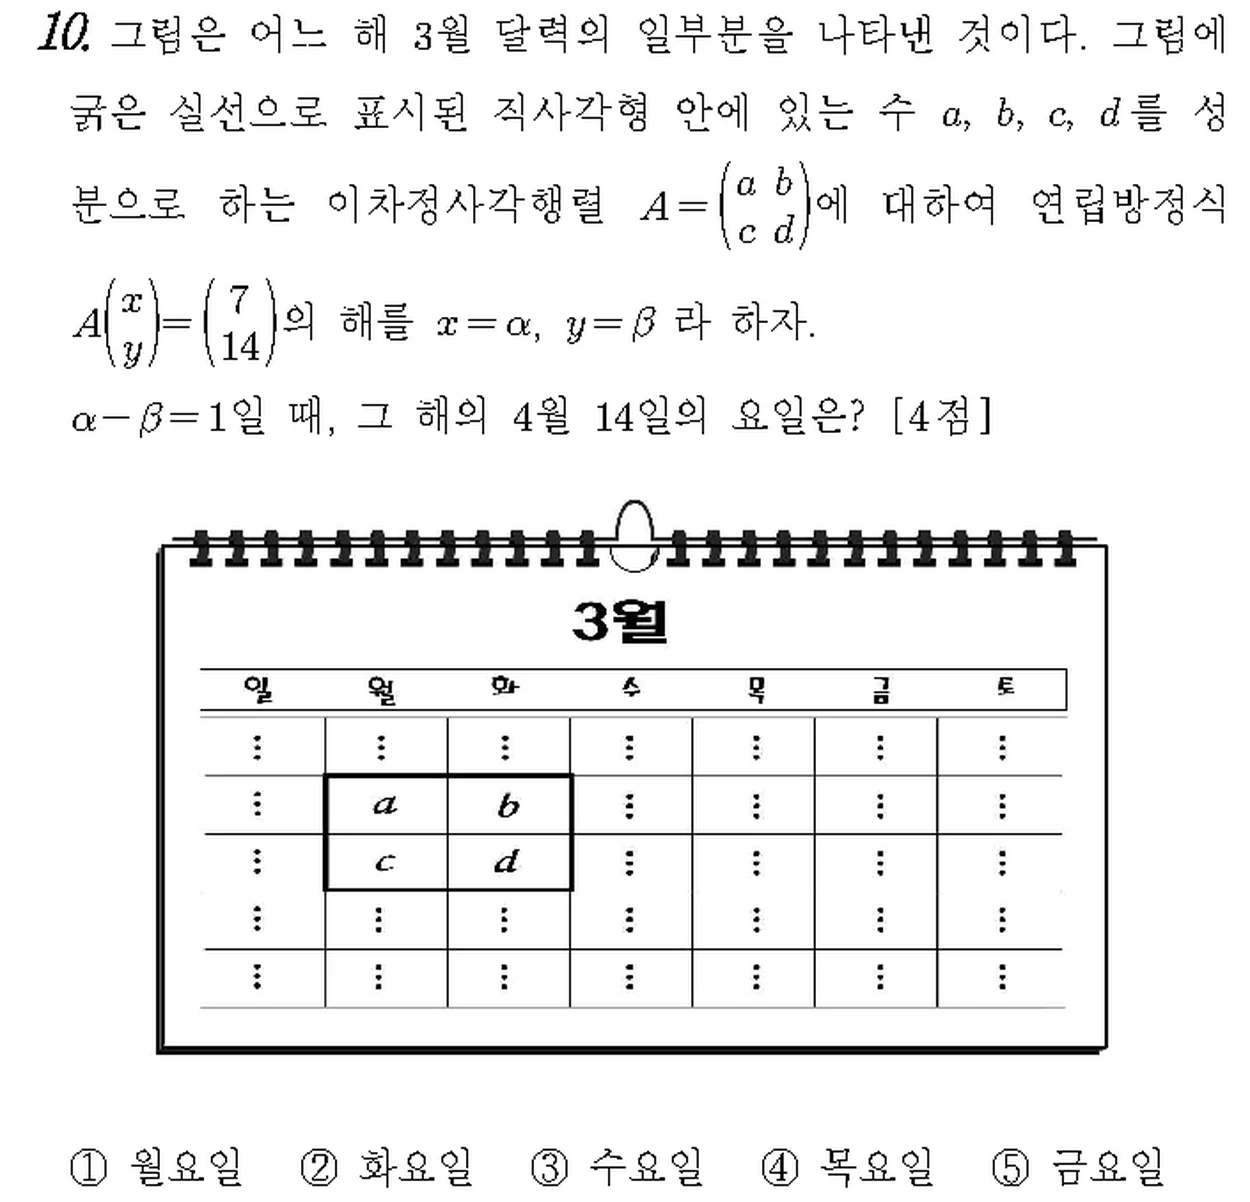 10. 그림은 어느 해 3월 달력의 일부분을 나타낸 것이다. 그림에
굵은 실선으로 표시된 직사각형 안에 있는 수 a, b, c, d를 성
분으로 하는 이차정사각행렬 A=(a b
c d)에 대하여 연립방정식
A(x
y)=(7
14)의 해를 x=α, y=β 라 하자.
α-β=1일 때, 그 해의 4월 14일의 요일은? [4점]
3월
일 월 화 수 목 금 토
⋮ ⋮ ⋮ ⋮ ⋮ ⋮ ⋮
⋮ a b ⋮ ⋮ ⋮ ⋮
⋮ c d ⋮ ⋮ ⋮ ⋮
⋮ ⋮ ⋮ ⋮ ⋮ ⋮ ⋮
⋮ ⋮ ⋮ ⋮ ⋮ ⋮ ⋮
① 월요일 ② 화요일 ③ 수요일 ④ 목요일 ⑤ 금요일